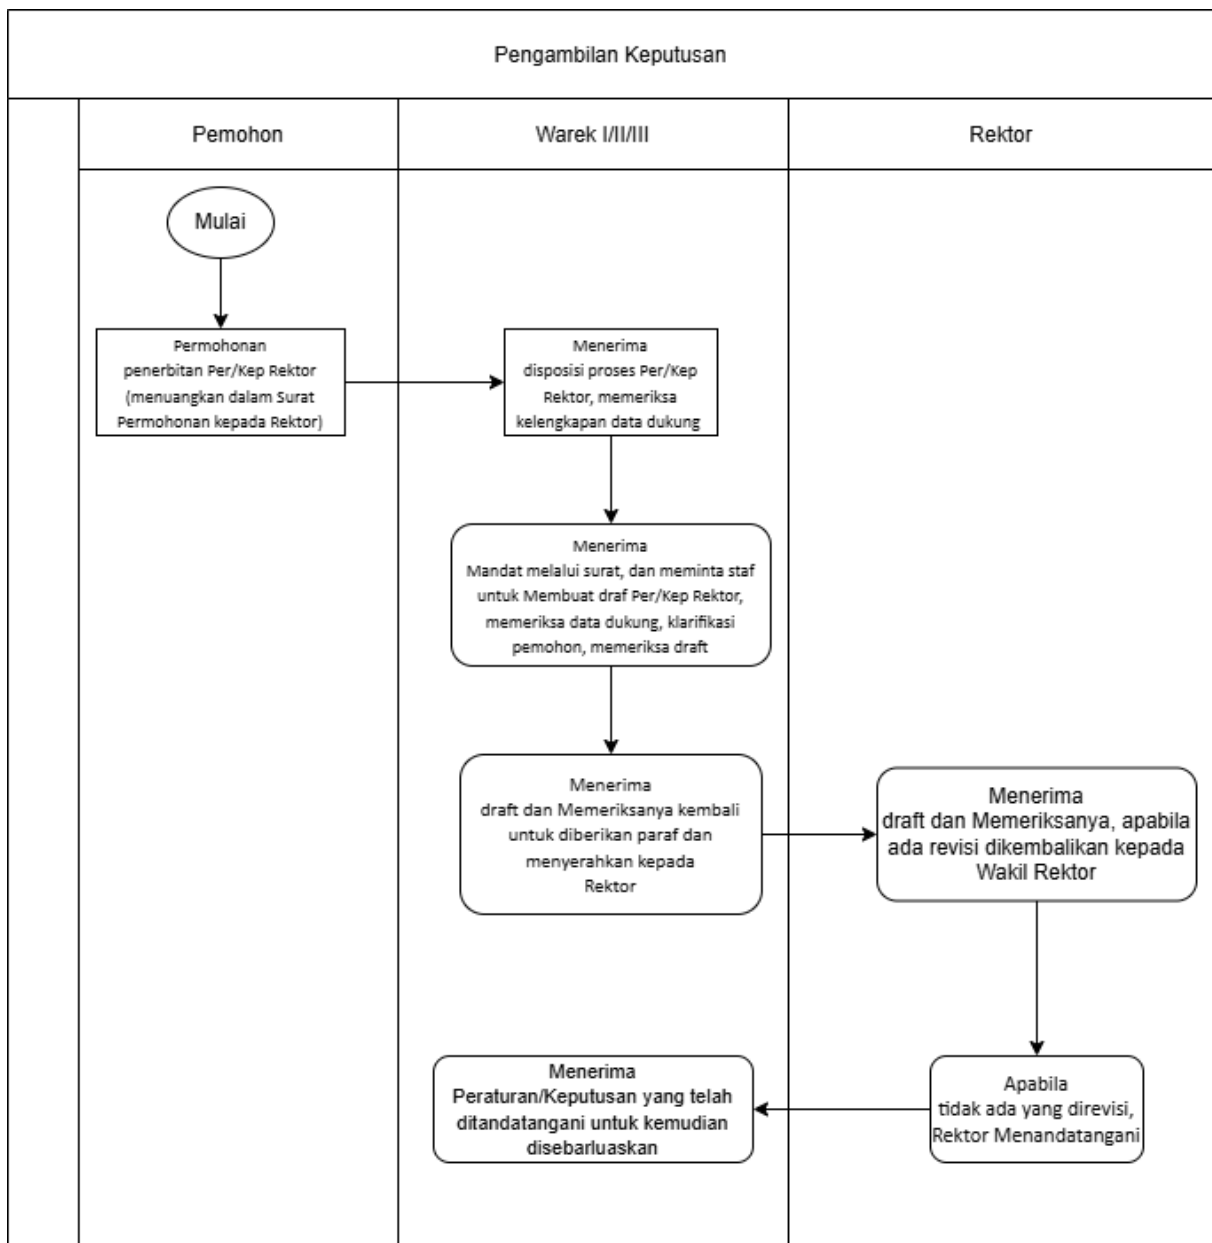 Pengambilan Keputusan
Pemohon
Warek I/II/III
Rektor
Mulai
Permohonan
penerbitan Per/Kep Rektor
(menuangkan dalam Surat
Permohonan kepada Rektor)
Menerima
disposisi proses Per/Kep
Rektor, memeriksa
kelengkapan data dukung
Menerima
Mandat melalui surat, dan meminta staf
untuk Membuat draf Per/Kep Rektor,
memeriksa data dukung, klarifikasi
pemohon, memeriksa draft
Menerima
draft dan Memeriksanya kembali
untuk diberikan paraf dan
menyerahkan kepada
Rektor
Menerima
draft dan Memeriksanya, apabila
ada revisi dikembalikan kepada
Wakil Rektor
Apabila
tidak ada yang direvisi,
Rektor Menandatangani
Menerima
Peraturan/Keputusan yang telah
ditandatangani untuk kemudian
disebarluaskan